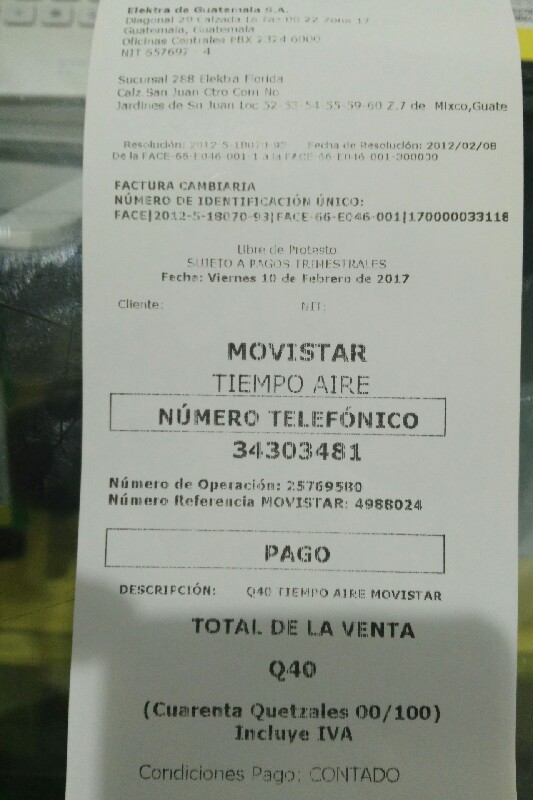 Elektra de Guatemala S.A.
Diagonal 29 Calzada La Paz 00-22 Zona 17
Guatemala, Guatemala
Oficinas Centrales PBX 2324-6000
NIT 557697 - 4
Sucursal 288 Elektra Florida
Calz San Juan Ctro Com No
Jardines de Sn Juan Loc 52-53-54-55-59-60 Z.7 de Mixco,Guate
Resolución: 2012-5-18070-93 Fecha de Resolución: 2012/02/08
De la FACE-66-E046-001-1 a la FACE-66-E046-001-300000
FACTURA CAMBIARIA
NÚMERO DE IDENTIFICACIÓN ÚNICO:
FACE|2012-5-18070-93|FACE-66-E046-001|170000033118
Libre de Protesto
SUJETO A PAGOS TRIMESTRALES
Fecha: Viernes 10 de Febrero de 2017
Cliente: NIT:
MOVISTAR
TIEMPO AIRE
NÚMERO TELEFÓNICO
34303481
Número de Operación: 25769580
Número Referencia MOVISTAR: 4988024
PAGO
DESCRIPCIÓN: Q40 TIEMPO AIRE MOVISTAR
TOTAL DE LA VENTA
Q40
(Cuarenta Quetzales 00/100)
Incluye IVA
Condiciones Pago: CONTADO